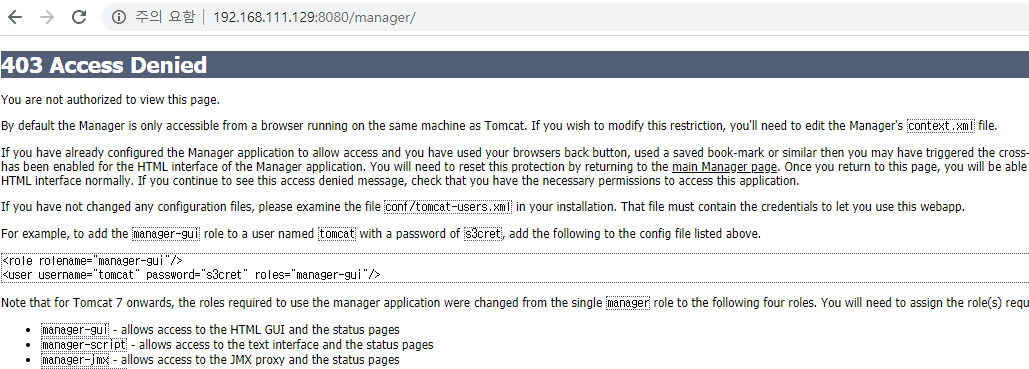 주의 요함 192.168.111.129:8080/manager/
403 Access Denied
You are not authorized to view this page.
By default the Manager is only accessible from a browser running on the same machine as Tomcat. If you wish to modify this restriction, you'll need to edit the Manager's context.xml file.
If you have already configured the Manager application to allow access and you have used your browsers back button, used a saved book-mark or similar then you may have triggered the cross-
has been enabled for the HTML interface of the Manager application. You will need to reset this protection by returning to the main Manager page. Once you return to this page, you will be able
HTML interface normally. If you continue to see this access denied message, check that you have the necessary permissions to access this application.
If you have not changed any configuration files, please examine the file conf/tomcat-users.xml in your installation. That file must contain the credentials to let you use this webapp.
For example, to add the manager-gui role to a user named tomcat with a password of s3cret, add the following to the config file listed above.
<role rolename="manager-gui"/>
<user username="tomcat" password="s3cret" roles="manager-gui"/>
Note that for Tomcat 7 onwards, the roles required to use the manager application were changed from the single manager role to the following four roles. You will need to assign the role(s) requ
• manager-gui - allows access to the HTML GUI and the status pages
• manager-script - allows access to the text interface and the status pages
• manager-jmx - allows access to the JMX proxy and the status pages